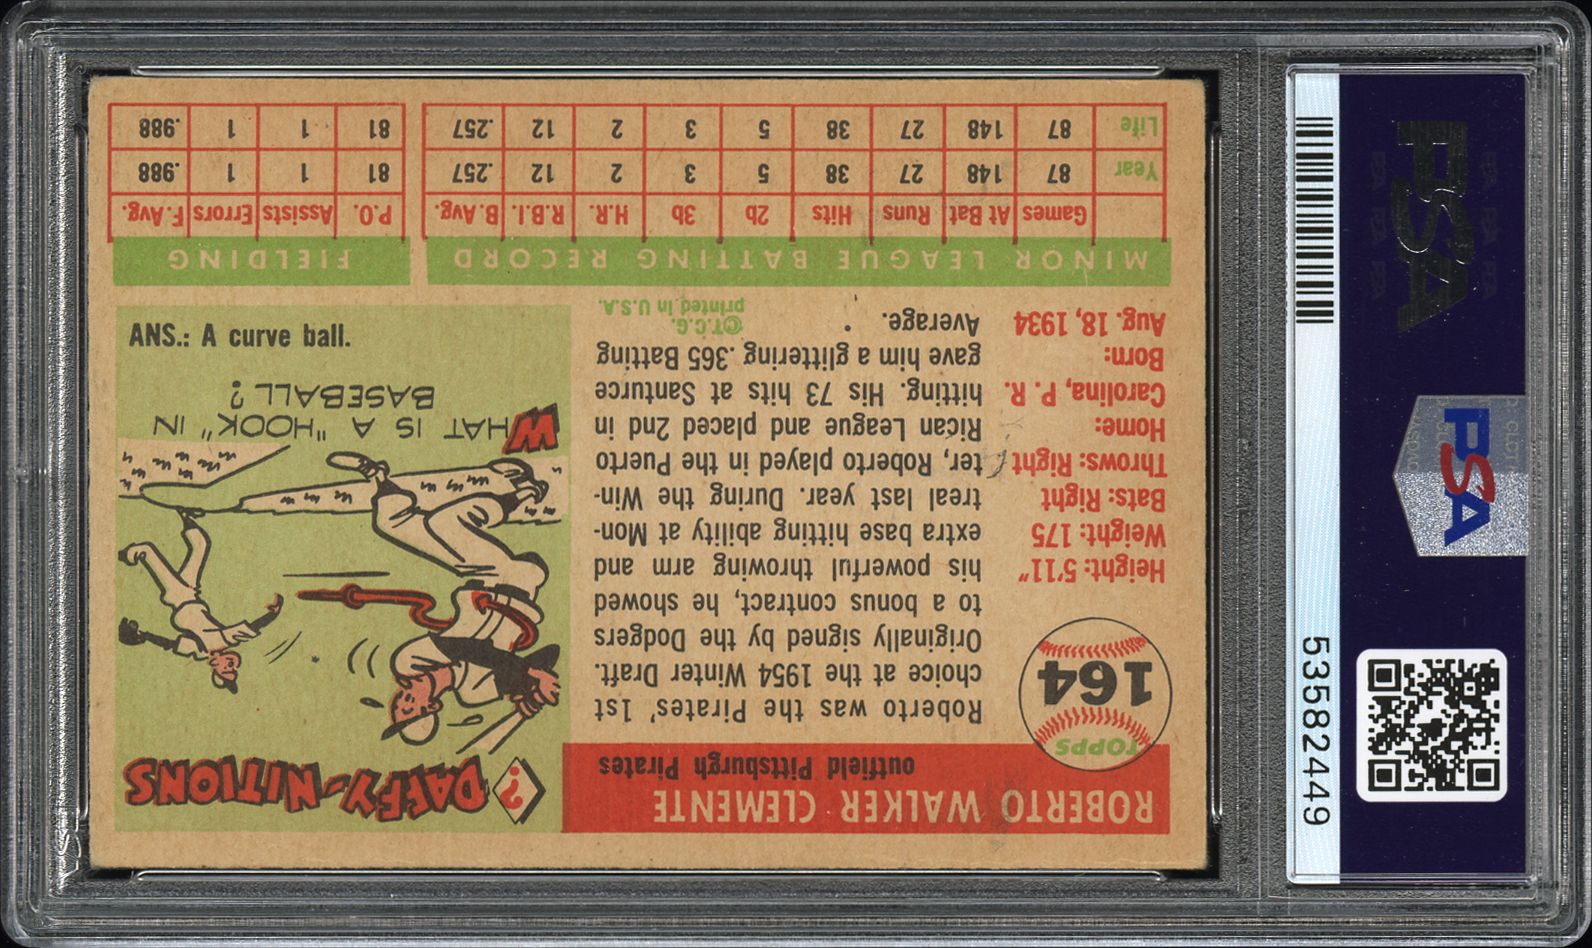 ROBERTO WALKER CLEMENTE
outfield Pittsburgh Pirates
TOPPS
164
Height: 5'11"
Weight: 175
Bats: Right
Throws: Right
Home:
Carolina, P. R.
Born:
Aug. 18, 1934
Roberto was the Pirates' 1st
choice at the 1954 Winter Draft.
Originally signed by the Dodgers
to a bonus contract, he showed
his powerful throwing arm and
extra base hitting ability at Mon-
treal last year. During the Win-
ter, Roberto played in the Puerto
Rican League and placed 2nd in
hitting. His 73 hits at Santurce
gave him a glittering .365 Batting
Average.
©T.C.G.
printed in U.S.A.
? DAFFY-NITIONS
WHAT IS A "HOOK" IN
BASEBALL?
ANS.: A curve ball.
MINOR LEAGUE BATTING RECORD
FIELDING
Games At Bat Runs Hits 2b 3b H.R. R.B.I. B.Avg. P.O. Assists Errors F.Avg.
Year 87 148 27 38 5 3 2 12 .257 81 1 1 .988
Life 87 148 27 38 5 3 2 12 .257 81 1 1 .988
PSA
PSA
53582449